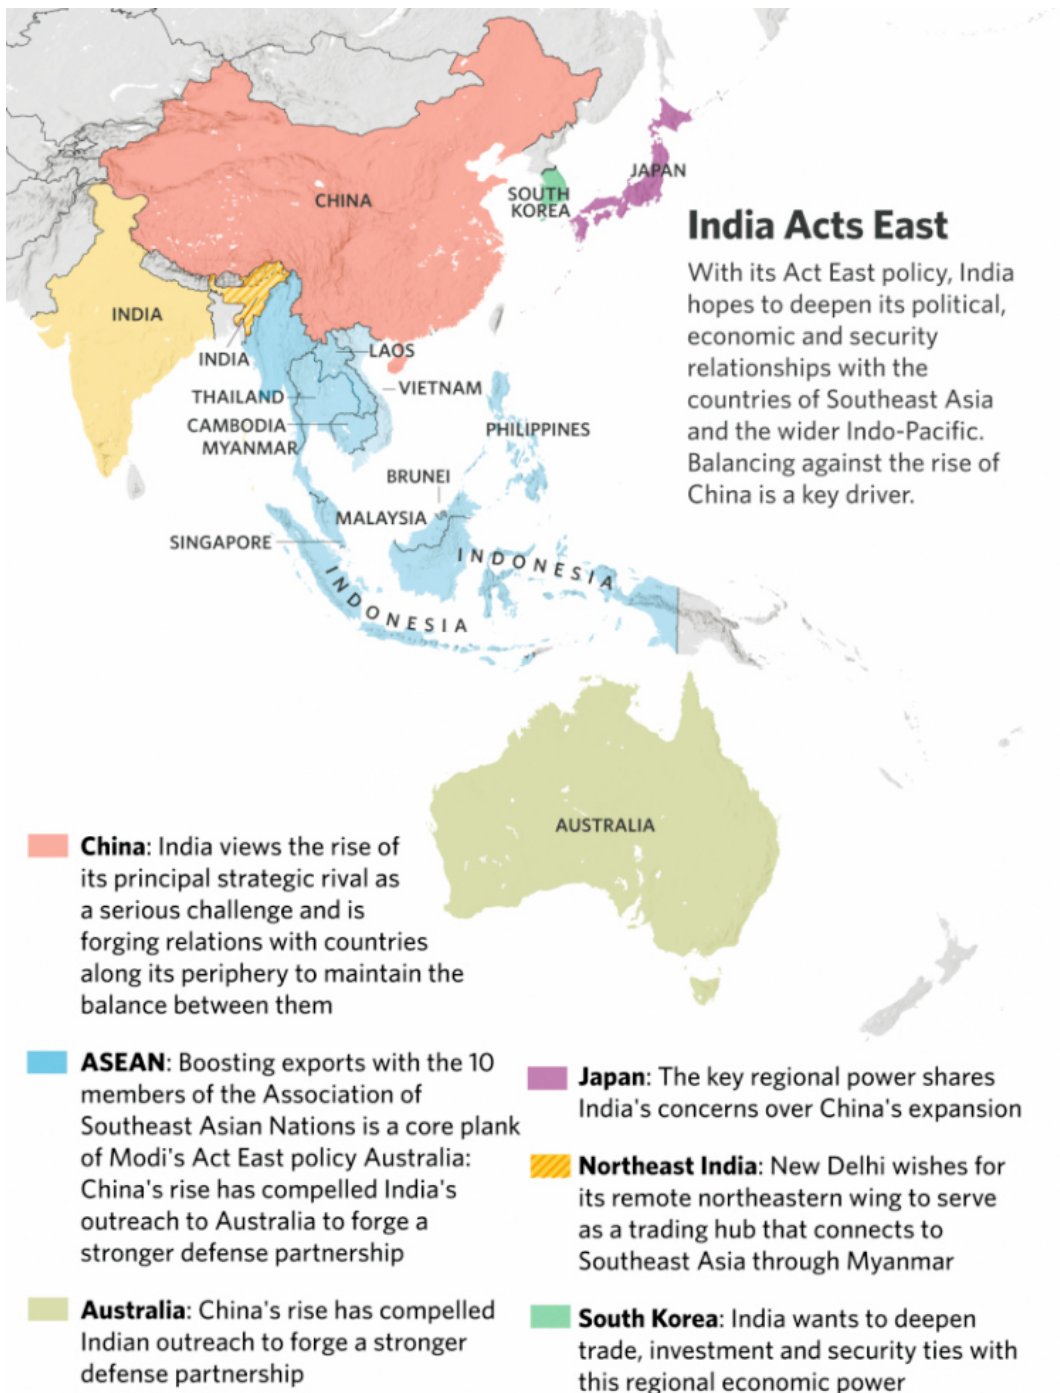 CHINA
JAPAN
SOUTH
KOREA
India Acts East
With its Act East policy, India
hopes to deepen its political,
economic and security
relationships with the
countries of Southeast Asia
and the wider Indo-Pacific.
Balancing against the rise of
China is a key driver.
INDIA
INDIA
LAOS
THAILAND
VIETNAM
CAMBODIA
MYANMAR
PHILIPPINES
BRUNEI
MALAYSIA
SINGAPORE
INDONESIA
INDONESIA
AUSTRALIA
China: India views the rise of
its principal strategic rival as
a serious challenge and is
forging relations with countries
along its periphery to maintain the
balance between them
ASEAN: Boosting exports with the 10
members of the Association of
Southeast Asian Nations is a core plank
of Modi's Act East policy Australia:
China's rise has compelled India's
outreach to Australia to forge a
stronger defense partnership
Australia: China's rise has compelled
Indian outreach to forge a stronger
defense partnership
Japan: The key regional power shares
India's concerns over China's expansion
Northeast India: New Delhi wishes for
its remote northeastern wing to serve
as a trading hub that connects to
Southeast Asia through Myanmar
South Korea: India wants to deepen
trade, investment and security ties with
this regional economic power